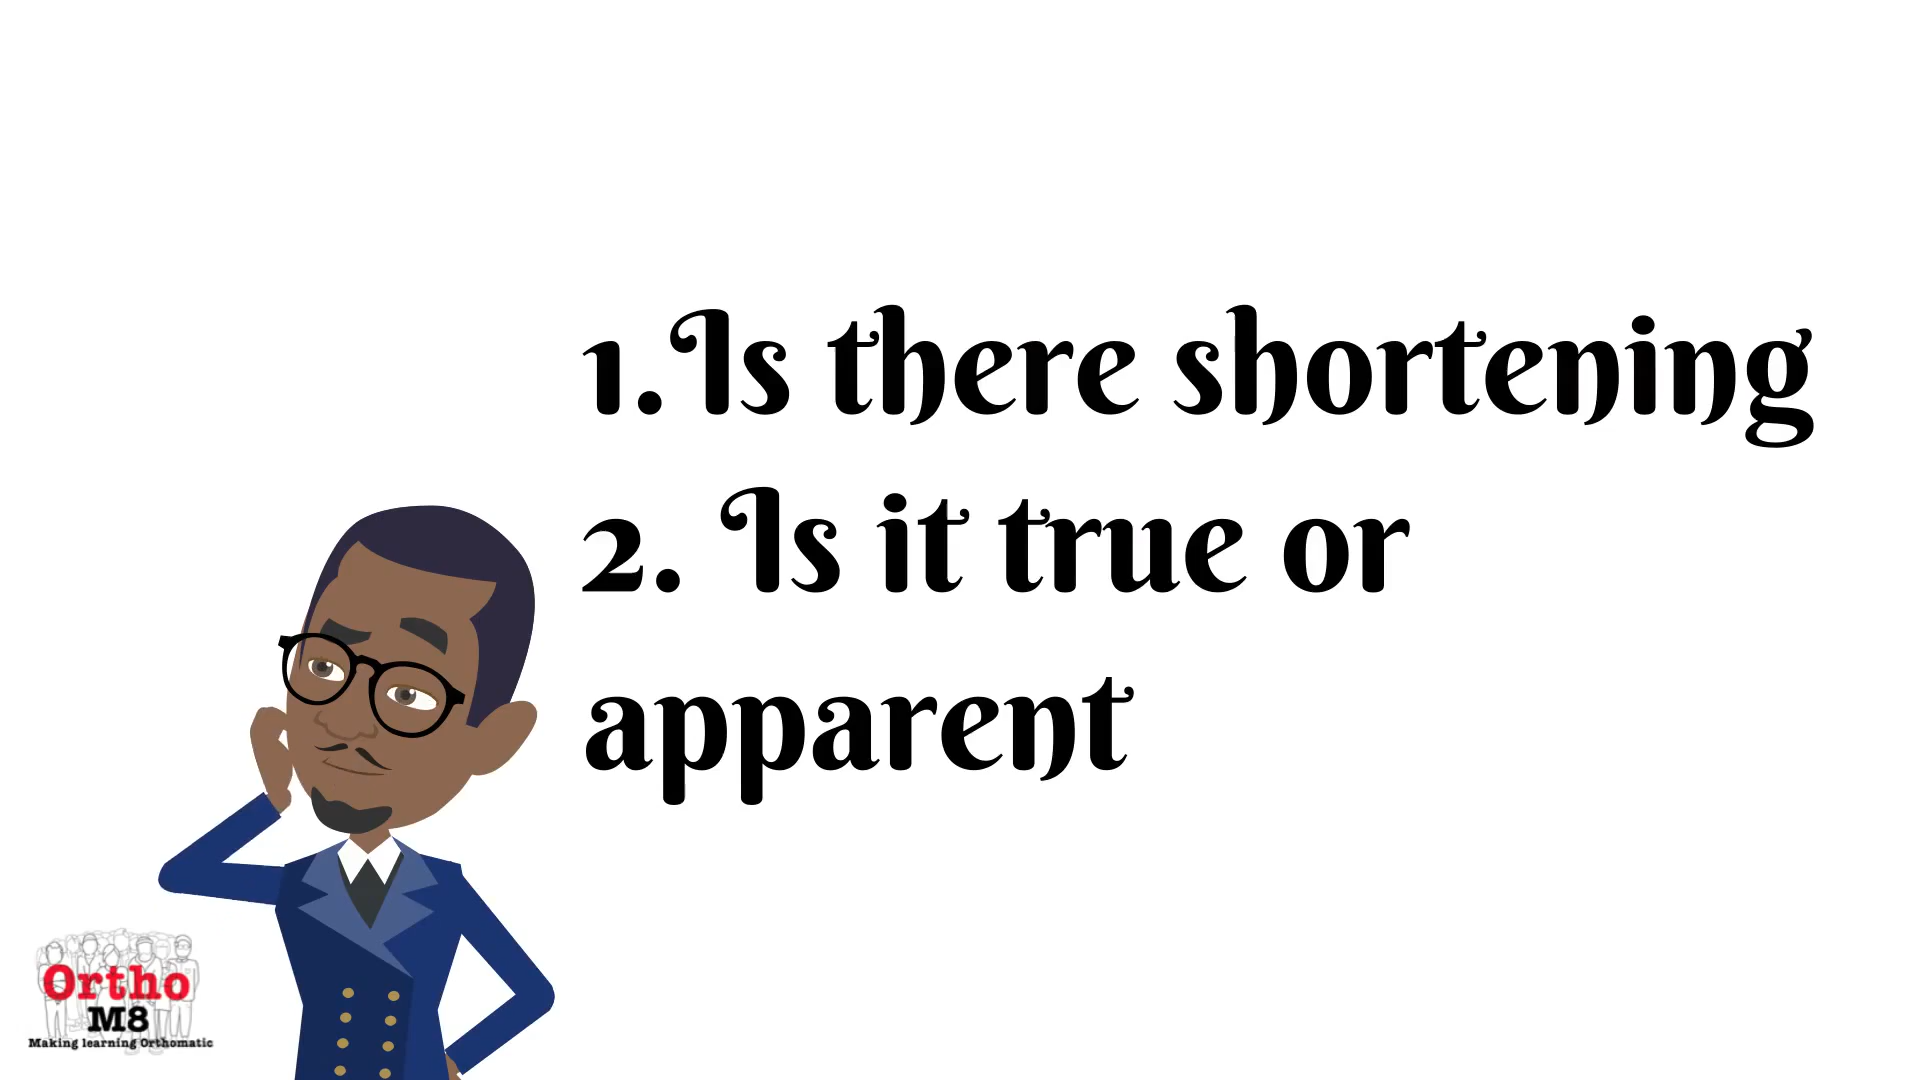 1.Is there shortening
2. Is it true or
apparent
Ortho
M8
Making learning Orthomatic